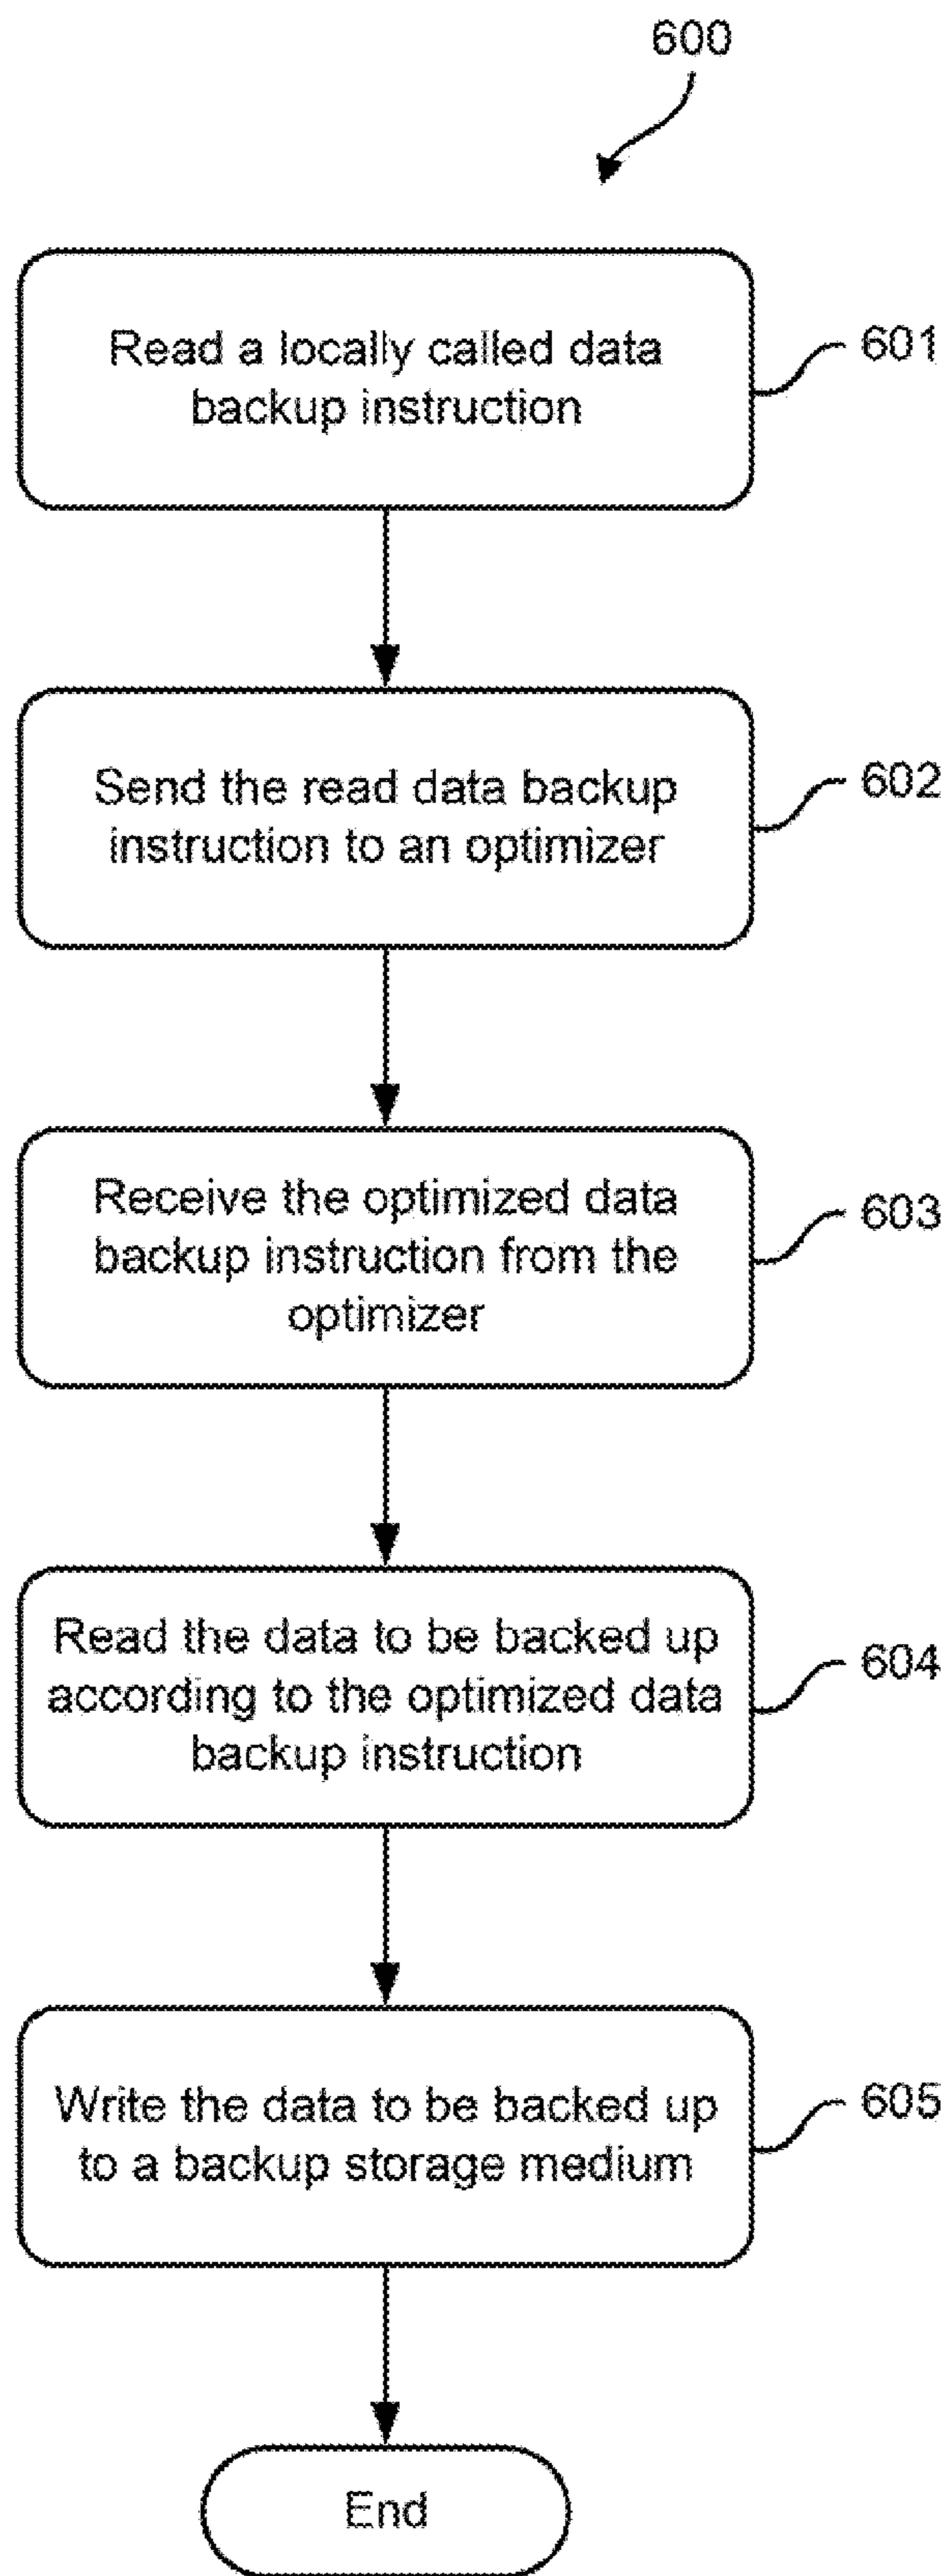 600
Read a locally called data
backup instruction
601
Send the read data backup
instruction to an optimizer
602
Receive the optimized data
backup instruction from the
optimizer
603
Read the data to be backed up
according to the optimized data
backup instruction
604
Write the data to be backed up
to a backup storage medium
605
End